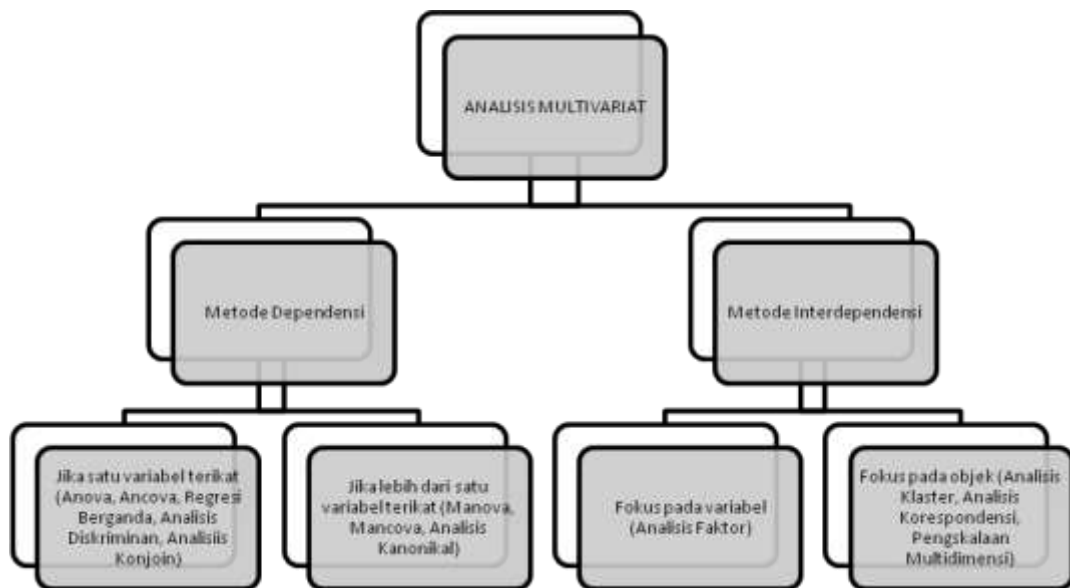 ANALISIS MULTIVARIAT
Metode Dependensi
Metode Interdependensi
Jika satu variabel terikat
(Anova, Ancova, Regresi
Berganda, Analisis
Diskriminan, Analisiis
Konjoin)
Jika lebih dari satu
variabel terikat (Manova,
Mancova, Analisis
Kanonikal)
Fokus pada variabel
(Analisis Faktor)
Fokus pada objek (Analisis
Klaster, Analisis
Korespondensi,
Pengskalaan
Multidimensi)